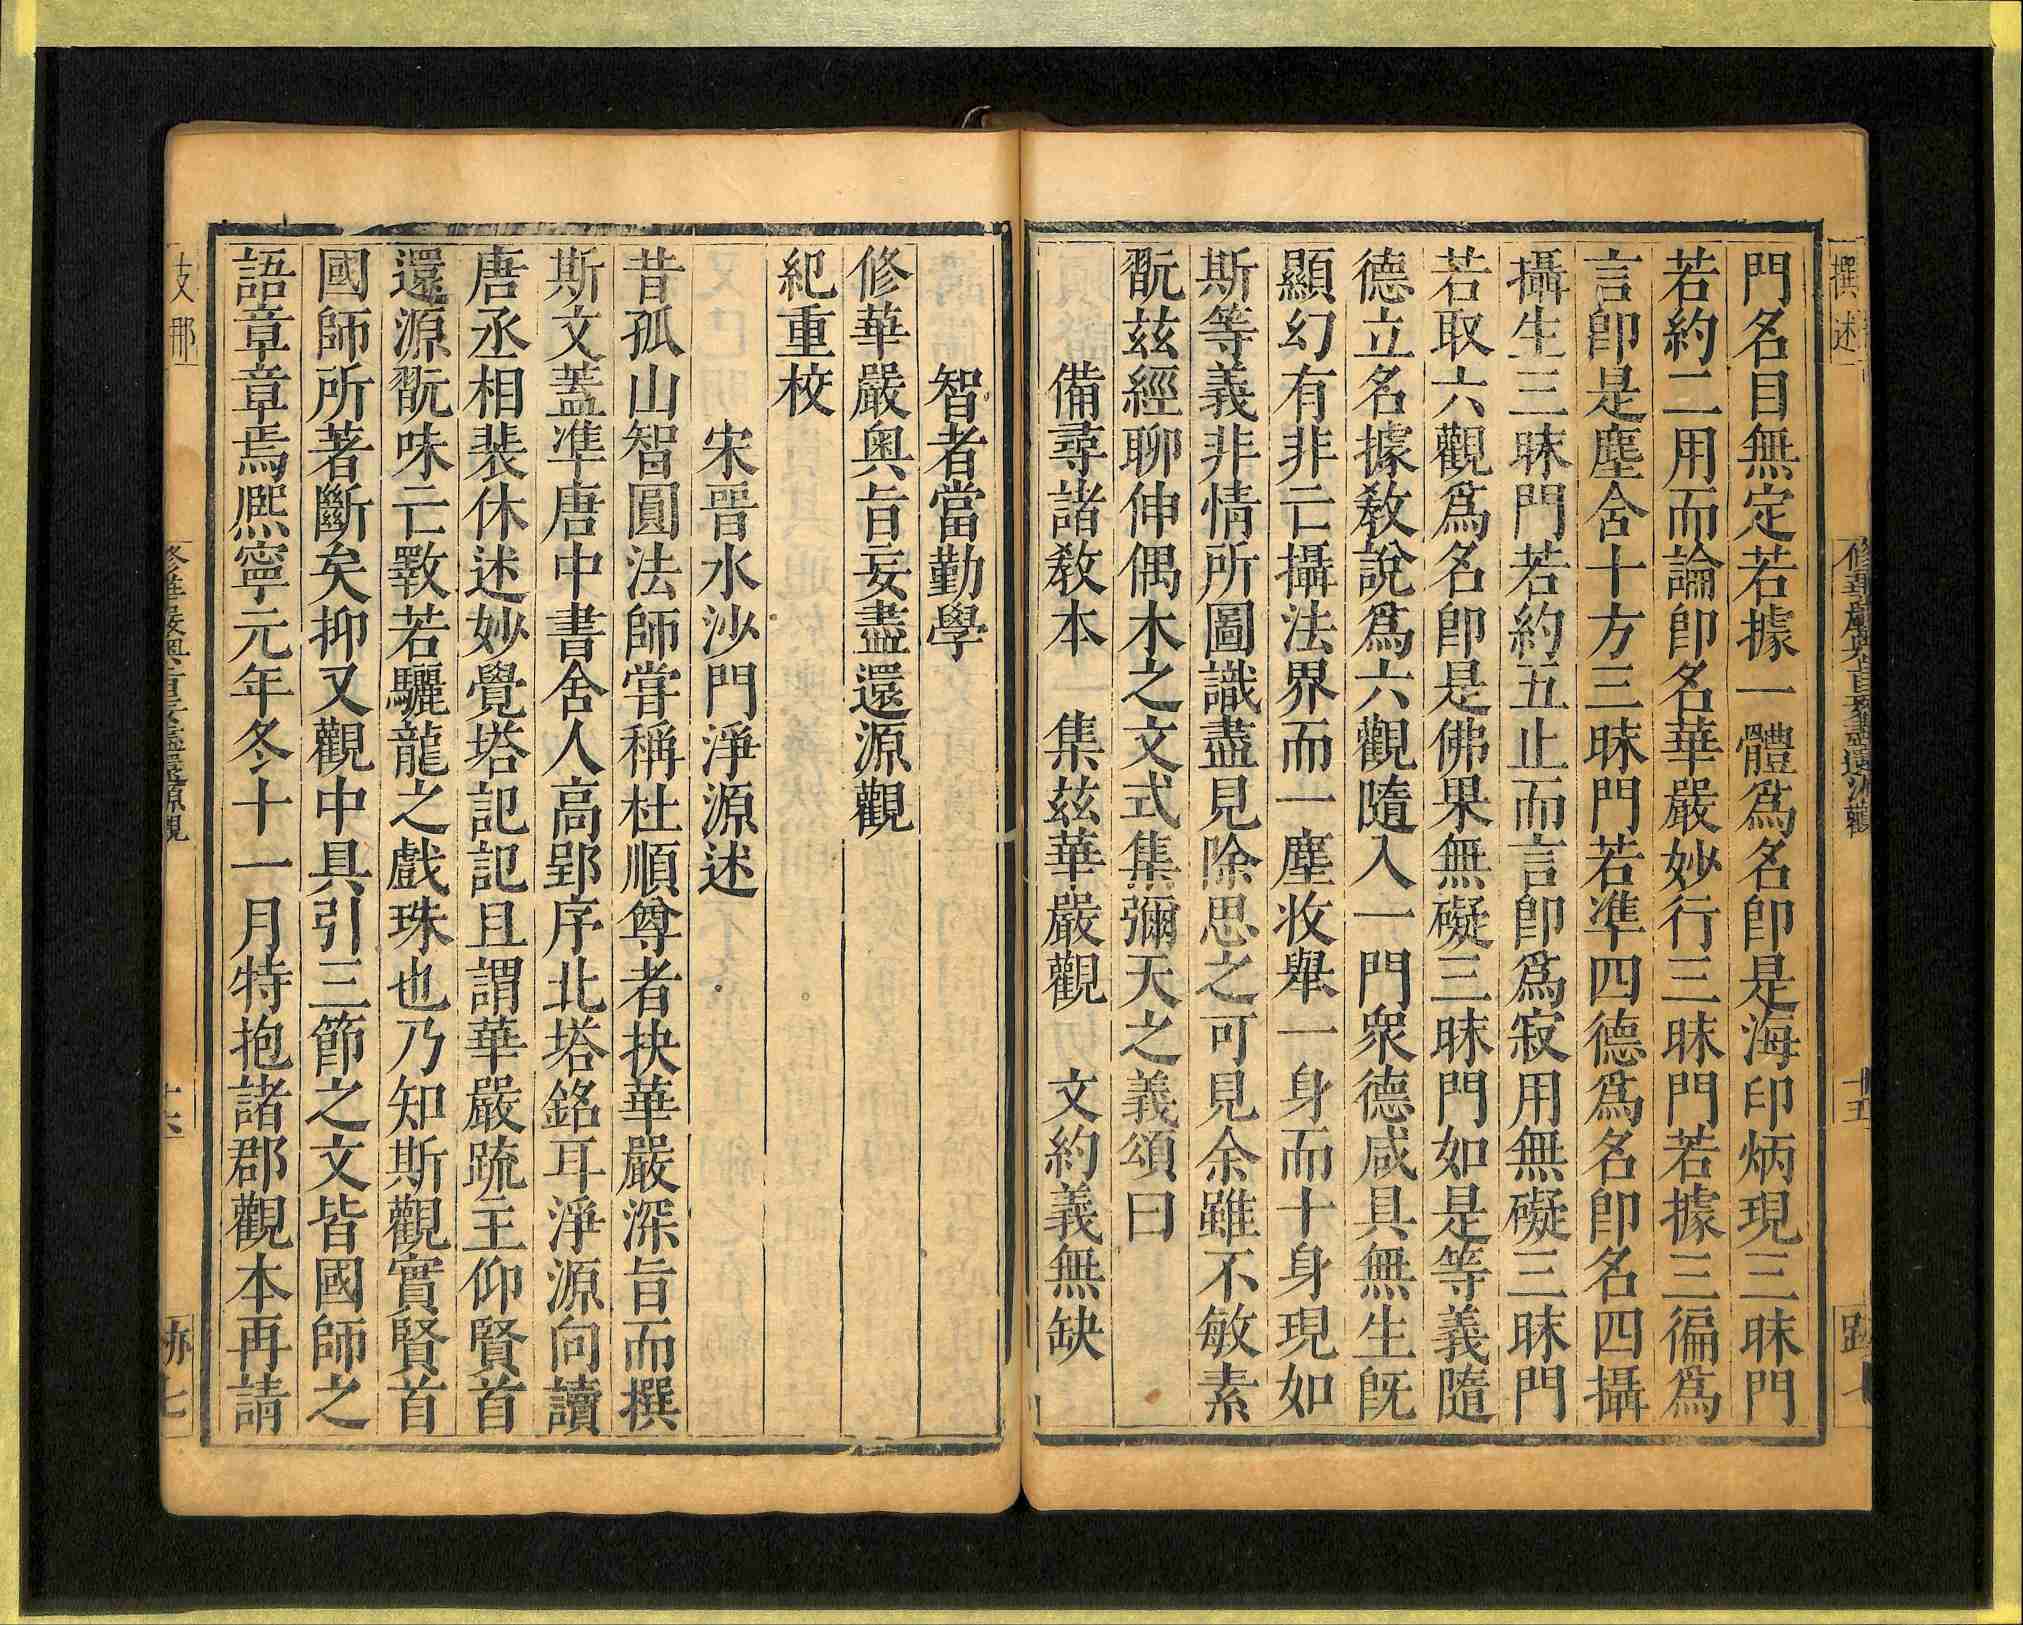 撰述
修華嚴奥旨妄盡還源觀
十五
門名目無定若據一體爲名卽是海印炳現三昧門
若約二用而論卽名華嚴妙行三昧門若據三徧爲
言卽是塵含十方三昧門若準四德爲名卽名四攝
攝生三昧門若約五止而言卽爲寂用無礙三昧門
若取六觀爲名卽是佛果無礙三昧門如是等義隨
德立名據教說爲六觀隨入一門衆德咸具無生旣
顯幻有非亡攝法界而一塵收舉一身而十身現如
斯等義非情所圖識盡見除思之可見余雖不敏素
翫茲經聊伸偶木之文式集彌天之義頌曰
備尋諸教本　集茲華嚴觀　文約義無缺
智者當勤學
修華嚴奥旨妄盡還源觀
紀重校
宋晉水沙門淨源述
昔孤山智圓法師嘗稱杜順尊者抉華嚴深旨而撰
斯文蓋準唐中書舍人高郢序北塔銘耳淨源向讀
唐丞相裴休述妙覺塔記記且謂華嚴疏主仰賢首
還源翫味亡斁若驪龍之戲珠也乃知斯觀實賢首
國師所著斷矣抑又觀中具引三節之文皆國師之
語章章焉熈寧元年冬十一月特抱諸郡觀本再請
支那
修華嚴奥旨妄盡還源觀
十六